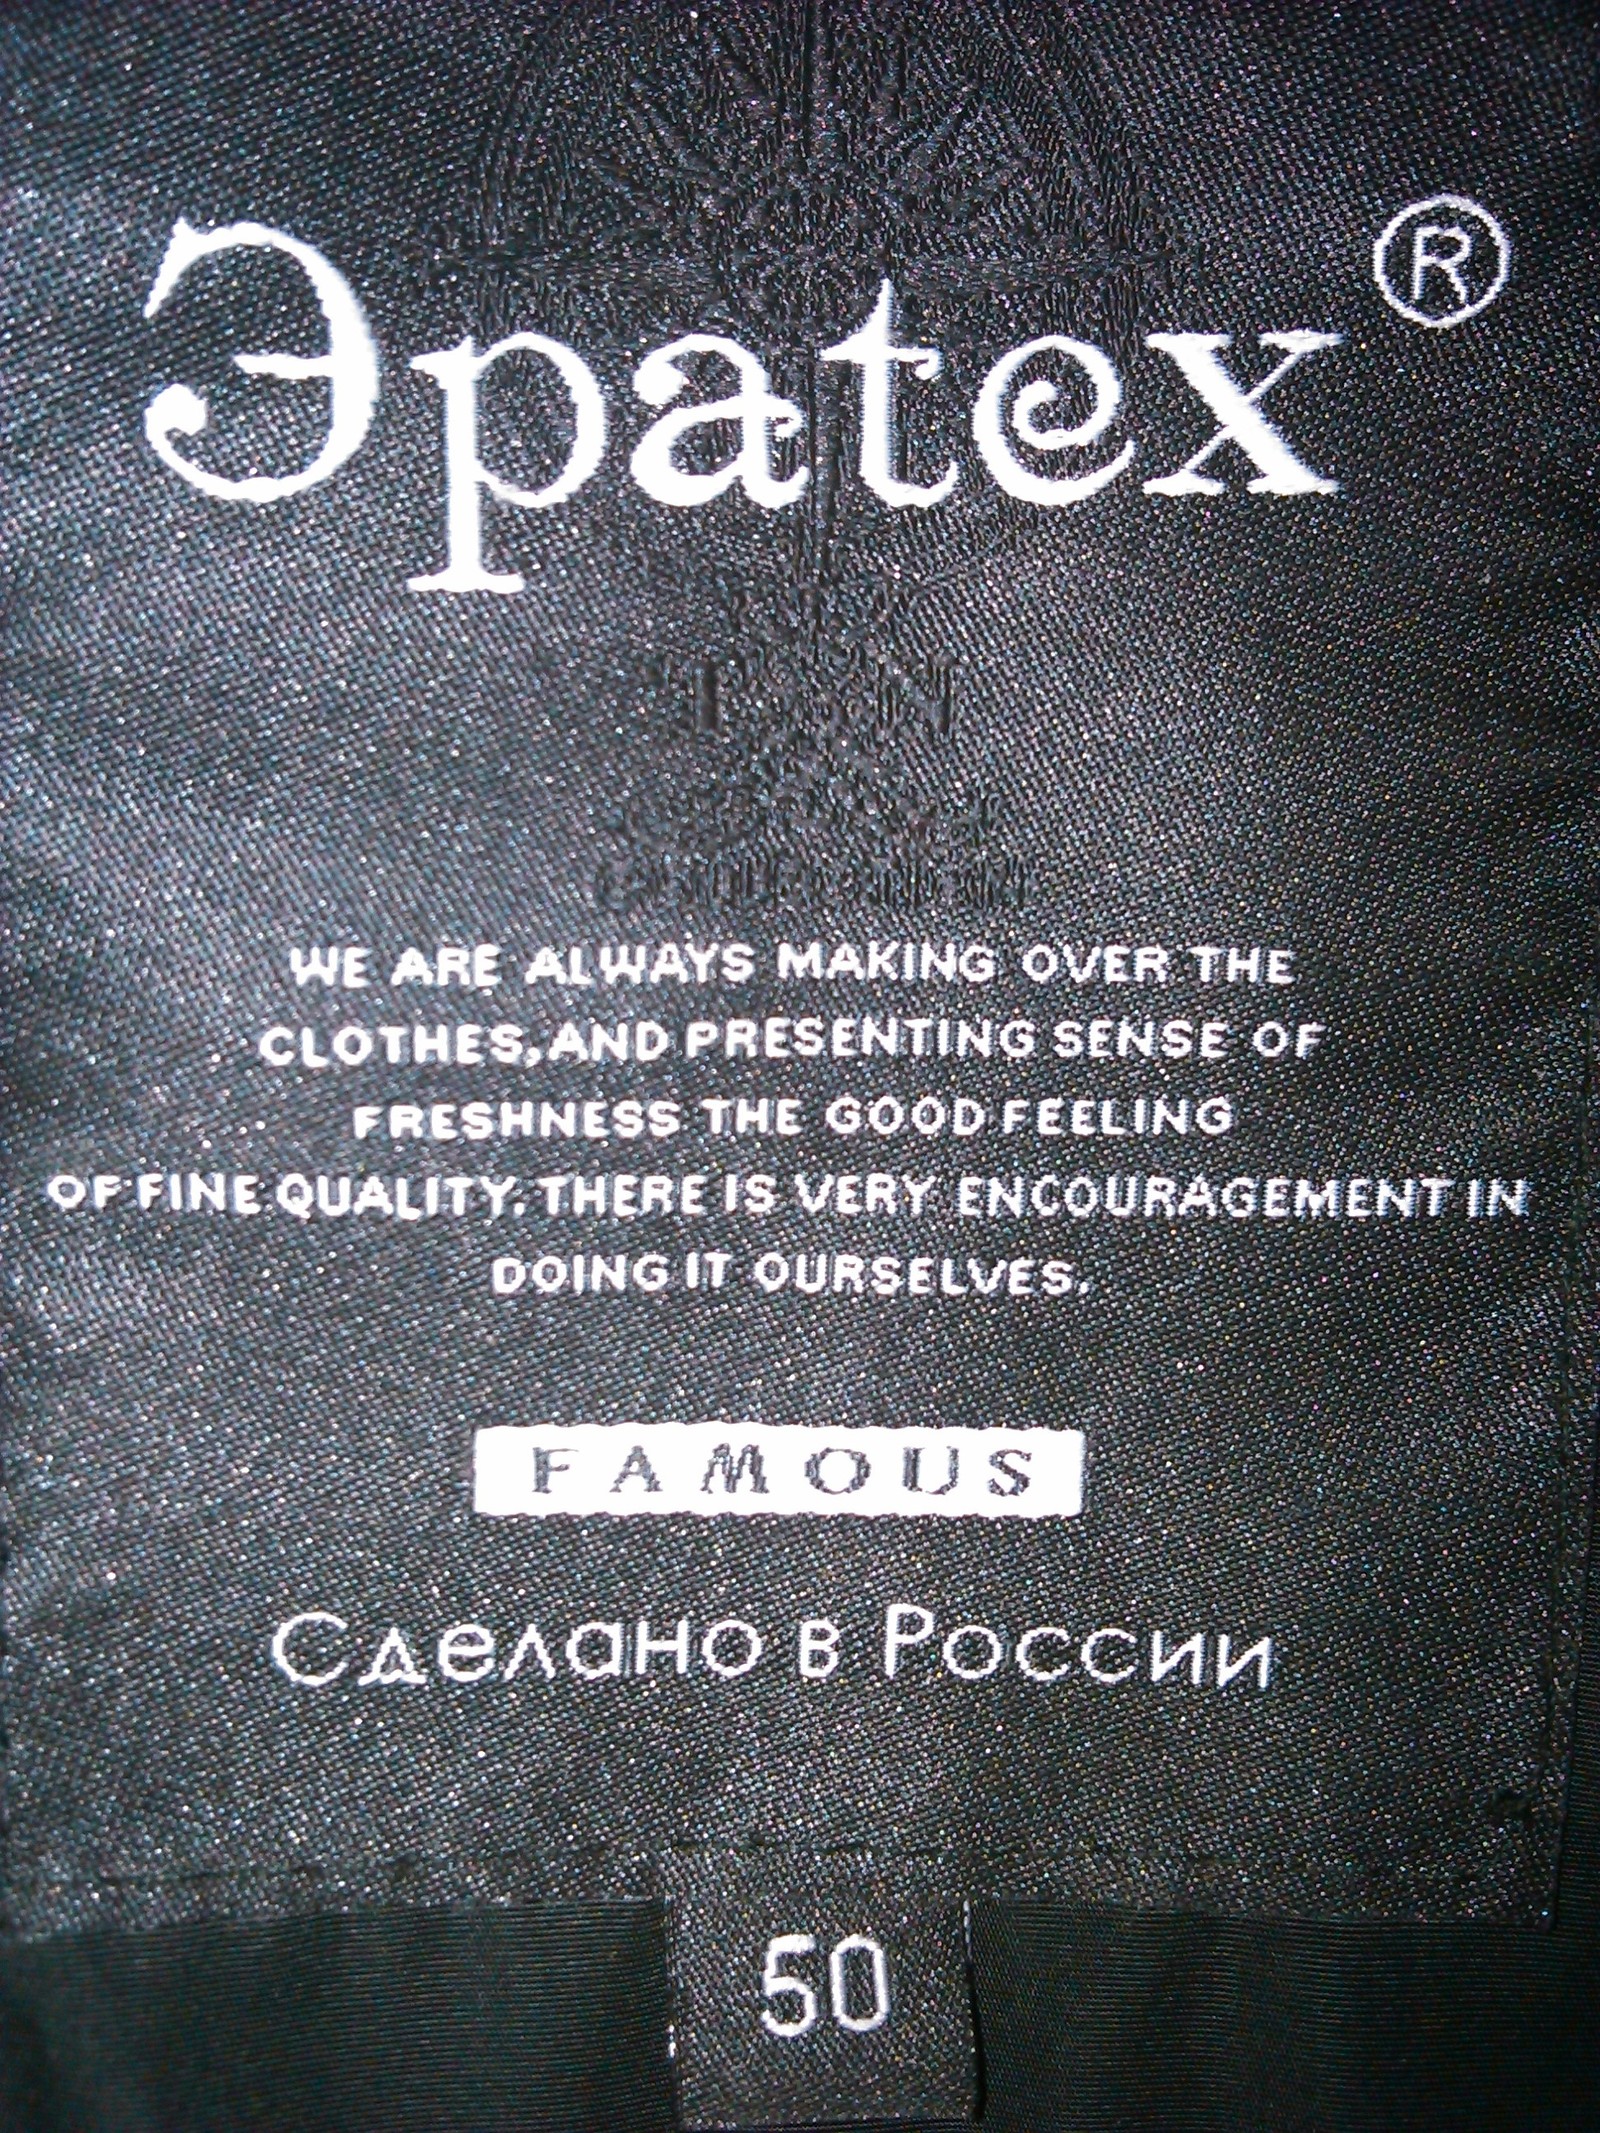 Эратех ®
WE ARE ALWAYS MAKING OVER THE
CLOTHES, AND PRESENTING SENSE OF
FRESHNESS THE GOOD FEELING
OF FINE QUALITY. THERE IS VERY ENCOURAGEMENT IN
DOING IT OURSELVES.
FAMOUS
Сделано в России
50